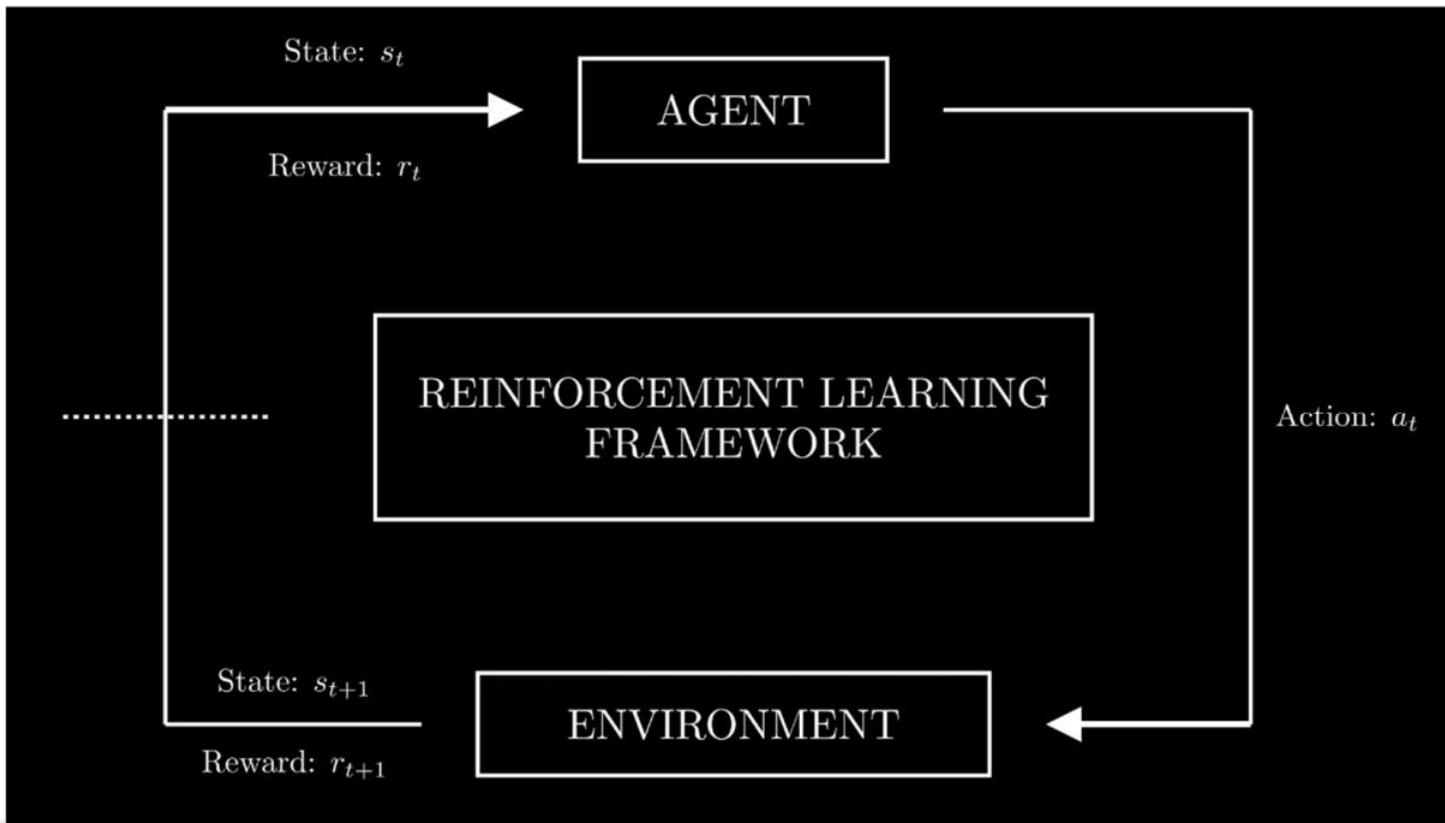 State: s_t
AGENT
Reward: r_t
REINFORCEMENT LEARNING
FRAMEWORK
Action: a_t
State: s_{t+1}
ENVIRONMENT
Reward: r_{t+1}